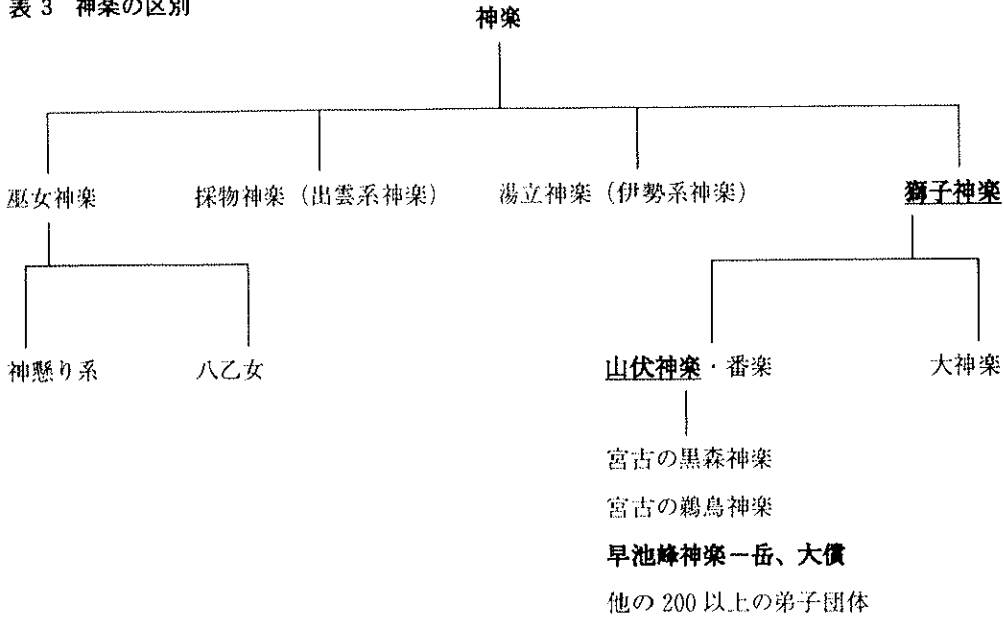 表3 神楽の区別
神楽
巫女神楽 採物神楽（出雲系神楽） 湯立神楽（伊勢系神楽） 獅子神楽
神懸り系 八乙女 山伏神楽・番楽 大神楽
宮古の黒森神楽
宮古の鵜鳥神楽
早池峰神楽－岳、大償
他の200以上の弟子団体